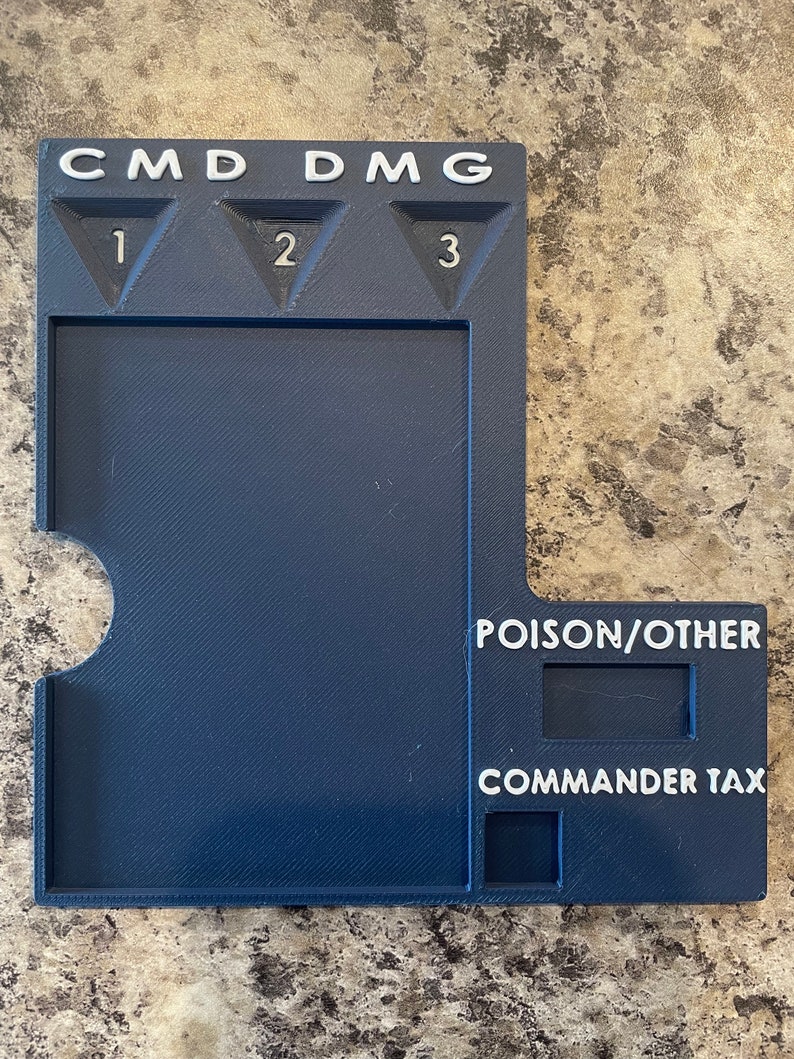 CMD DMG
1 2 3
POISON/OTHER
COMMANDER TAX